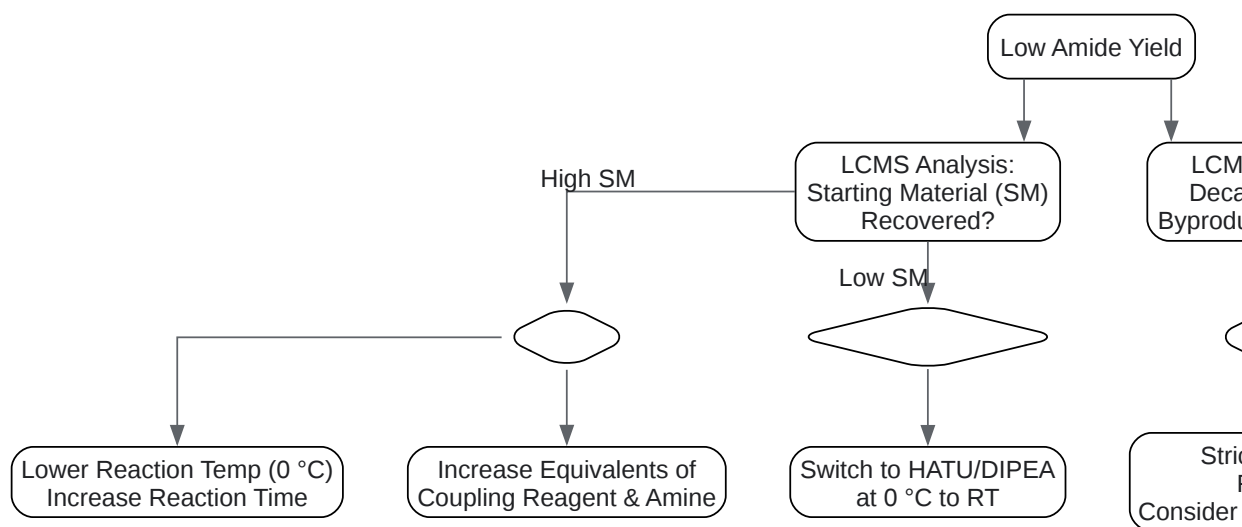 Low Amide Yield
LCMS Analysis:
Starting Material (SM)
Recovered?
High SM
Low SM
Lower Reaction Temp (0 °C)
Increase Reaction Time
Increase Equivalents of
Coupling Reagent & Amine
Switch to HATU/DIPEA
at 0 °C to RT
Consider